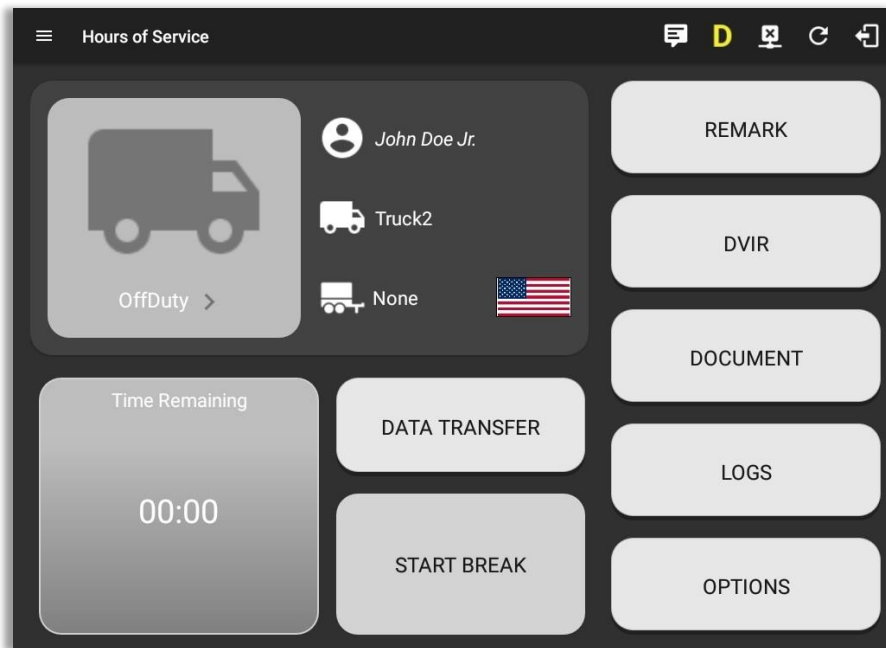 Hours of Service
D
John Doe Jr.
Truck2
None
OffDuty
REMARK
DVIR
DOCUMENT
LOGS
OPTIONS
Time Remaining
00:00
DATA TRANSFER
START BREAK